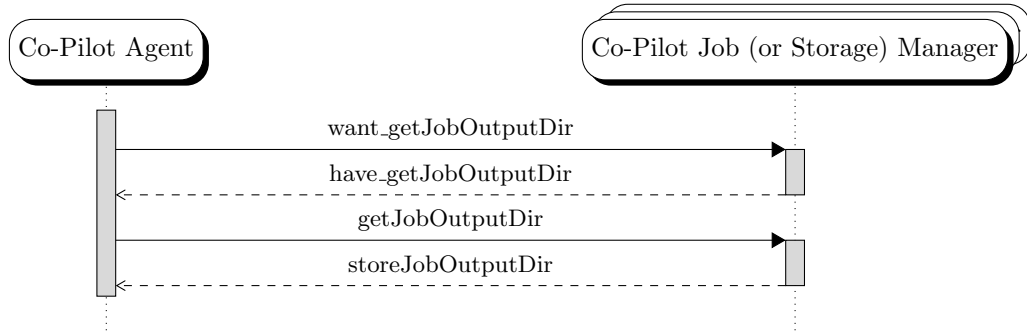 Co-Pilot Agent
Co-Pilot Job (or Storage) Manager
want_getJobOutputDir
have_getJobOutputDir
getJobOutputDir
storeJobOutputDir